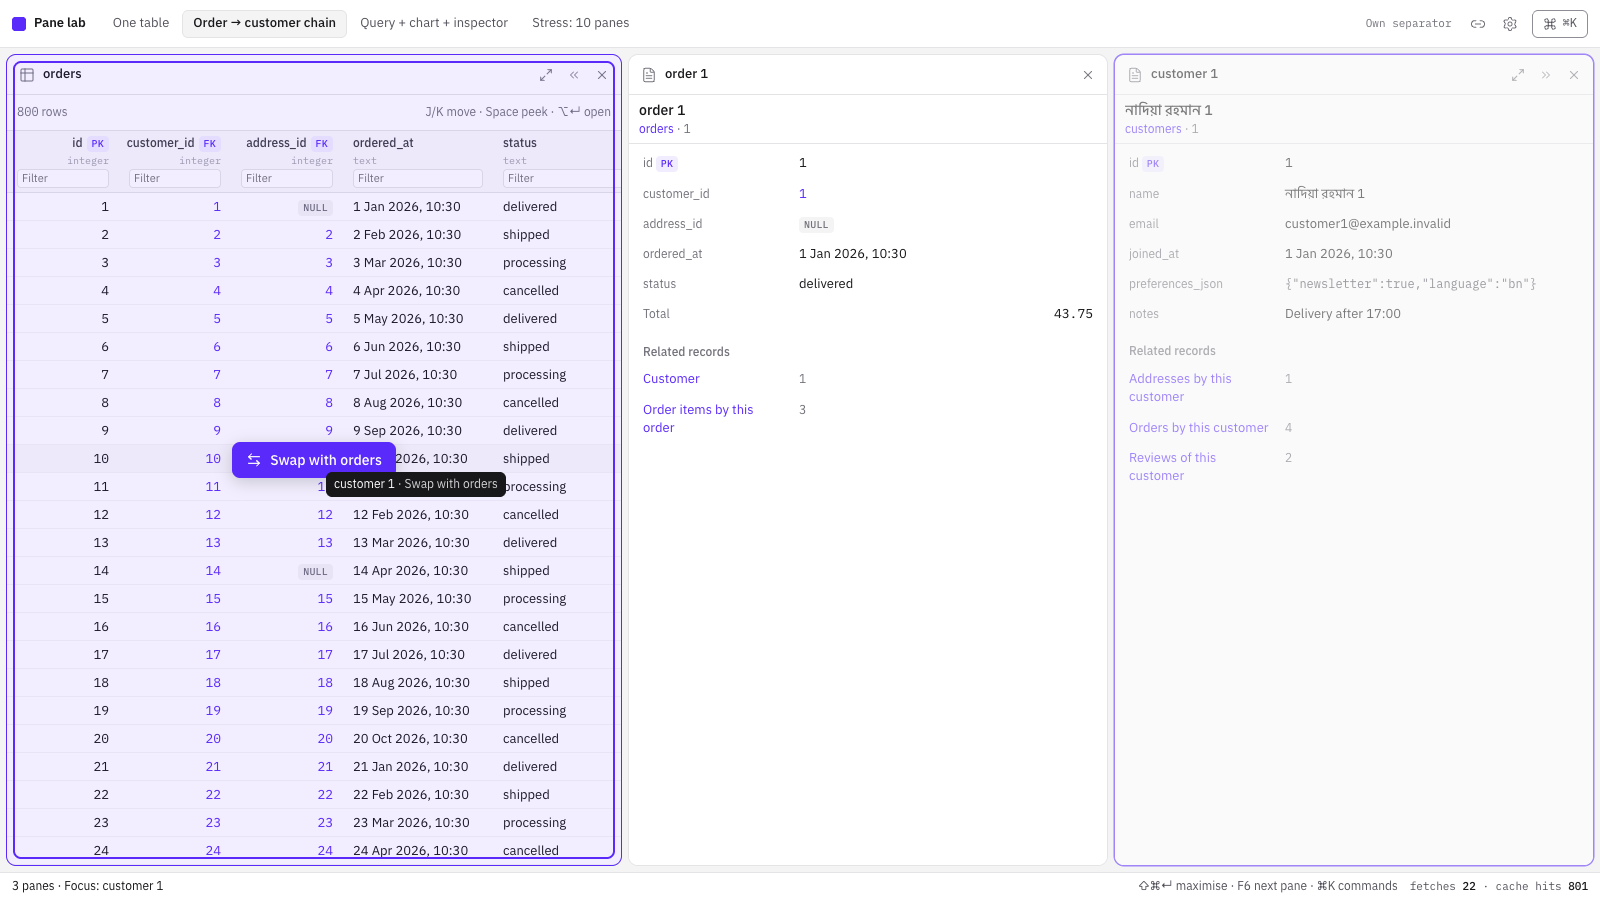 Pane lab
One table
Order → customer chain
Query + chart + inspector
Stress: 10 panes
Own separator
⌘ ⌘K
orders
800 rows
J/K move · Space peek · ⌥↵ open
id PK customer_id FK address_id FK ordered_at status
integer integer integer text text
Filter Filter Filter Filter Filter
1 1 NULL 1 Jan 2026, 10:30 delivered
2 2 2 2 Feb 2026, 10:30 shipped
3 3 3 3 Mar 2026, 10:30 processing
4 4 4 4 Apr 2026, 10:30 cancelled
5 5 5 5 May 2026, 10:30 delivered
6 6 6 6 Jun 2026, 10:30 shipped
7 7 7 7 Jul 2026, 10:30 processing
8 8 8 8 Aug 2026, 10:30 cancelled
9 9 9 9 Sep 2026, 10:30 delivered
10 10 2026, 10:30 shipped
Swap with orders
customer 1 · Swap with orders
11 11 processing
12 12 12 12 Feb 2026, 10:30 cancelled
13 13 13 13 Mar 2026, 10:30 delivered
14 14 NULL 14 Apr 2026, 10:30 shipped
15 15 15 15 May 2026, 10:30 processing
16 16 16 16 Jun 2026, 10:30 cancelled
17 17 17 17 Jul 2026, 10:30 delivered
18 18 18 18 Aug 2026, 10:30 shipped
19 19 19 19 Sep 2026, 10:30 processing
20 20 20 20 Oct 2026, 10:30 cancelled
21 21 21 21 Jan 2026, 10:30 delivered
22 22 22 22 Feb 2026, 10:30 shipped
23 23 23 23 Mar 2026, 10:30 processing
24 24 24 24 Apr 2026, 10:30 cancelled
order 1
order 1
orders · 1
id PK 1
customer_id 1
address_id NULL
ordered_at 1 Jan 2026, 10:30
status delivered
Total 43.75
Related records
Customer 1
Order items by this 3
order
customer 1
নাদিয়া রহমান 1
customers · 1
id PK 1
name নাদিয়া রহমান 1
email customer1@example.invalid
joined_at 1 Jan 2026, 10:30
preferences_json {"newsletter":true,"language":"bn"}
notes Delivery after 17:00
Related records
Addresses by this 1
customer
Orders by this customer 4
Reviews of this 2
customer
3 panes · Focus: customer 1
⇧⌘↵ maximise · F6 next pane · ⌘K commands
fetches 22 · cache hits 801